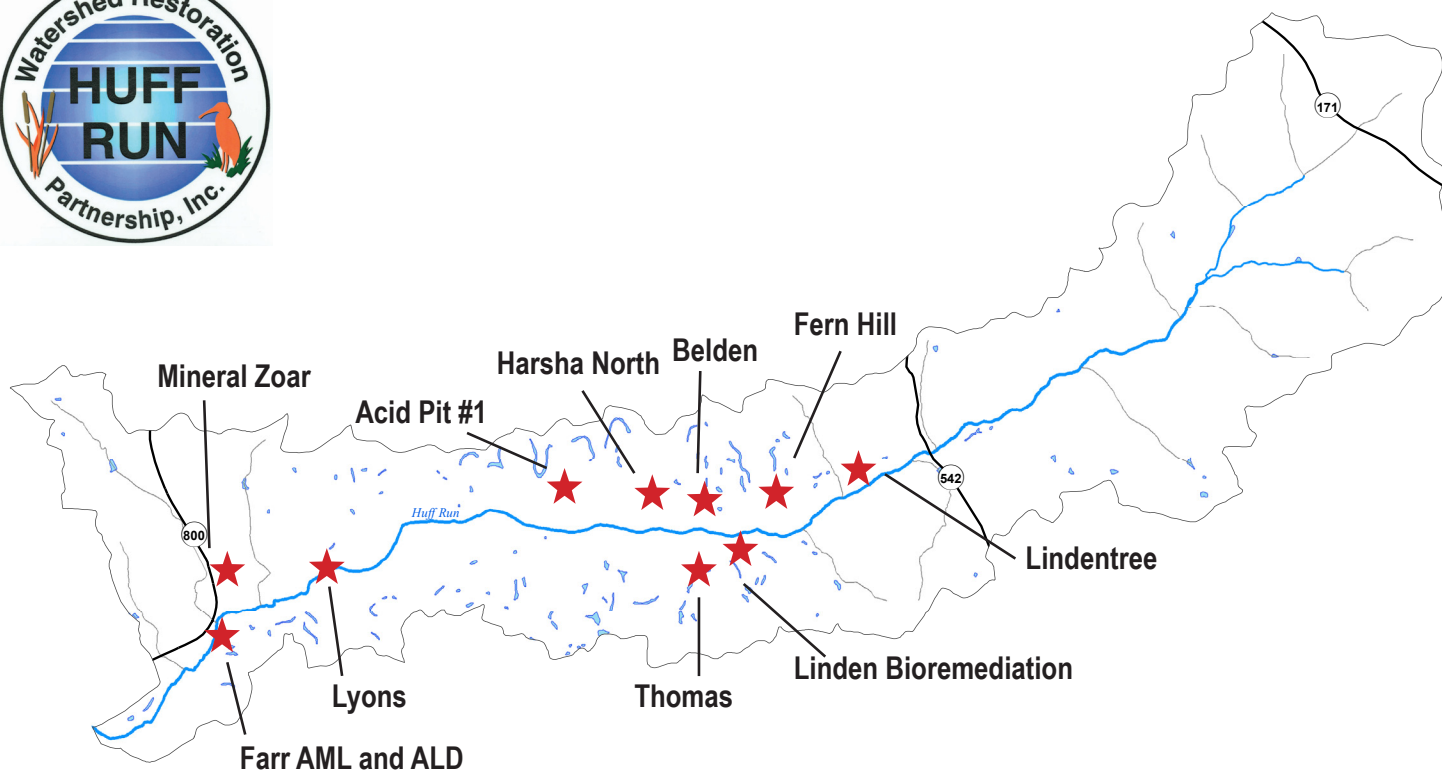 Watershed Restoration
HUFF
RUN
Partnership, Inc.
171
Fern Hill
Belden
Harsha North
Mineral Zoar
Acid Pit #1
542
Huff Run
800
Lindentree
Linden Bioremediation
Lyons
Thomas
Farr AML and ALD